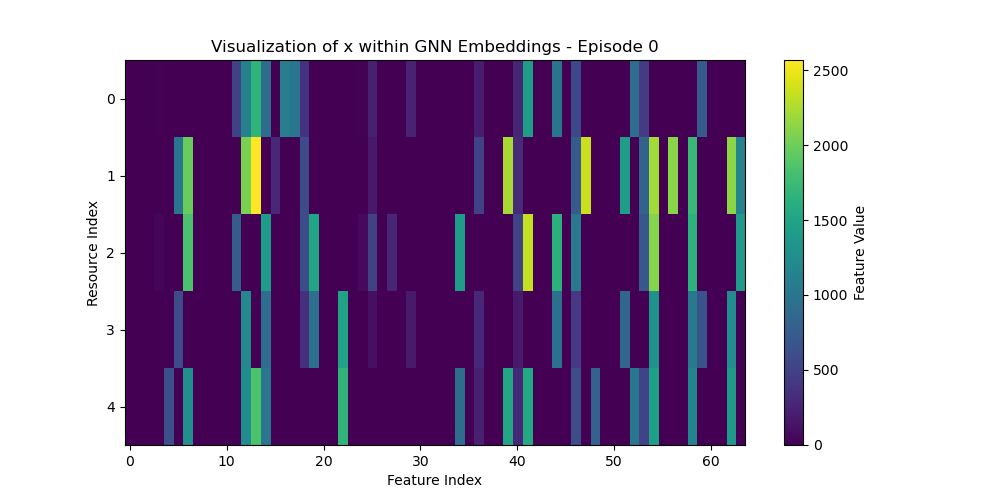 Visualization of x within GNN Embeddings - Episode 0
Resource Index
0
1
2
3
4
0 10 20 30 40 50 60
Feature Index
2500
2000
1500
1000
500
0
Feature Value